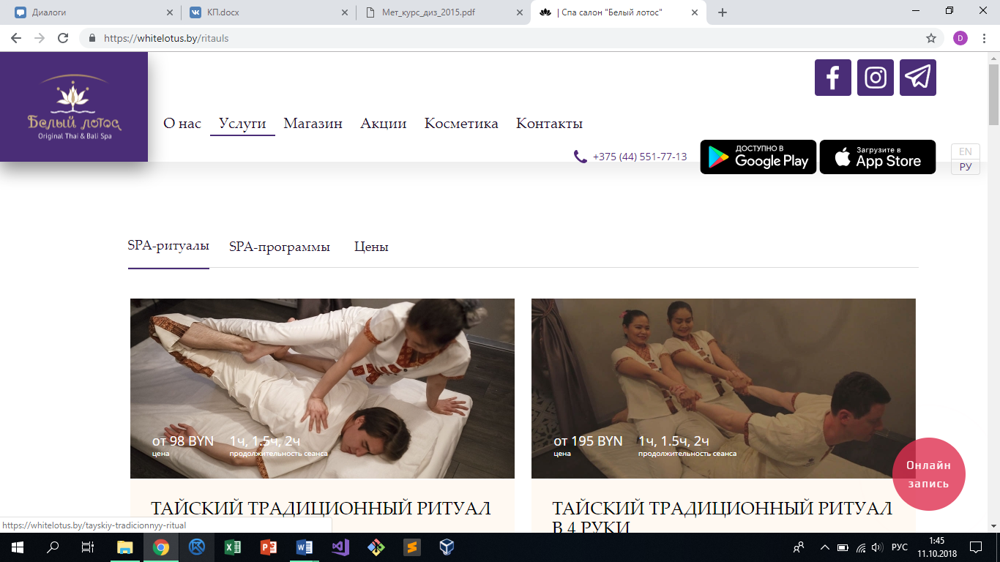 Диалоги
КП.docx
Мет_курс_диз_2015.pdf
| Спа салон "Белый лотос"
https://whitelotus.by/ritauls
D
Белый лотос
Original Thai & Bali Spa
О нас
Услуги
Магазин
Акции
Косметика
Контакты
+375 (44) 551-77-13
ДОСТУПНО В
Google Play
Загрузите в
App Store
EN
РУ
SPA-ритуалы
SPA-программы
Цены
от 98 BYN
цена
1ч, 1.5ч, 2ч
продолжительность сеанса
от 195 BYN
цена
1ч, 1.5ч, 2ч
продолжительность сеанса
Онлайн
запись
ТАЙСКИЙ ТРАДИЦИОННЫЙ РИТУАЛ
ТАЙСКИЙ ТРАДИЦИОННЫЙ РИТУАЛ
В 4 РУКИ
https://whitelotus.by/tayskiy-tradicionnyy-ritual
РУС
1:45
11.10.2018